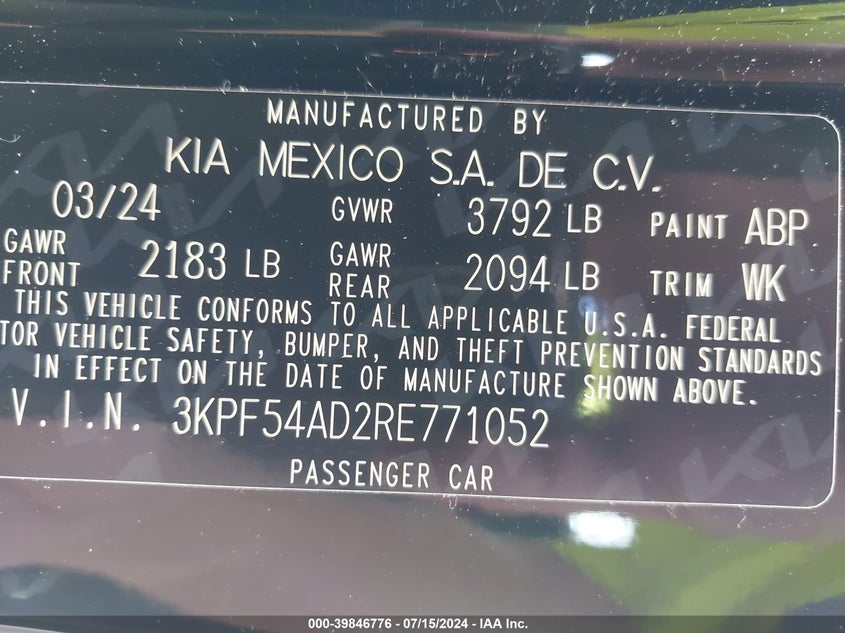 MANUFACTURED BY
KIA MEXICO S.A. DE C.V.
03/24 GVWR 3792 LB PAINT ABP
GAWR FRONT 2183 LB GAWR REAR 2094 LB TRIM WK
THIS VEHICLE CONFORMS TO ALL APPLICABLE U.S.A. FEDERAL
TOR VEHICLE SAFETY, BUMPER, AND THEFT PREVENTION STANDARDS
IN EFFECT ON THE DATE OF MANUFACTURE SHOWN ABOVE.
V.I.N. 3KPF54AD2RE771052
PASSENGER CAR
000-39846776 - 07/15/2024 - IAA Inc.